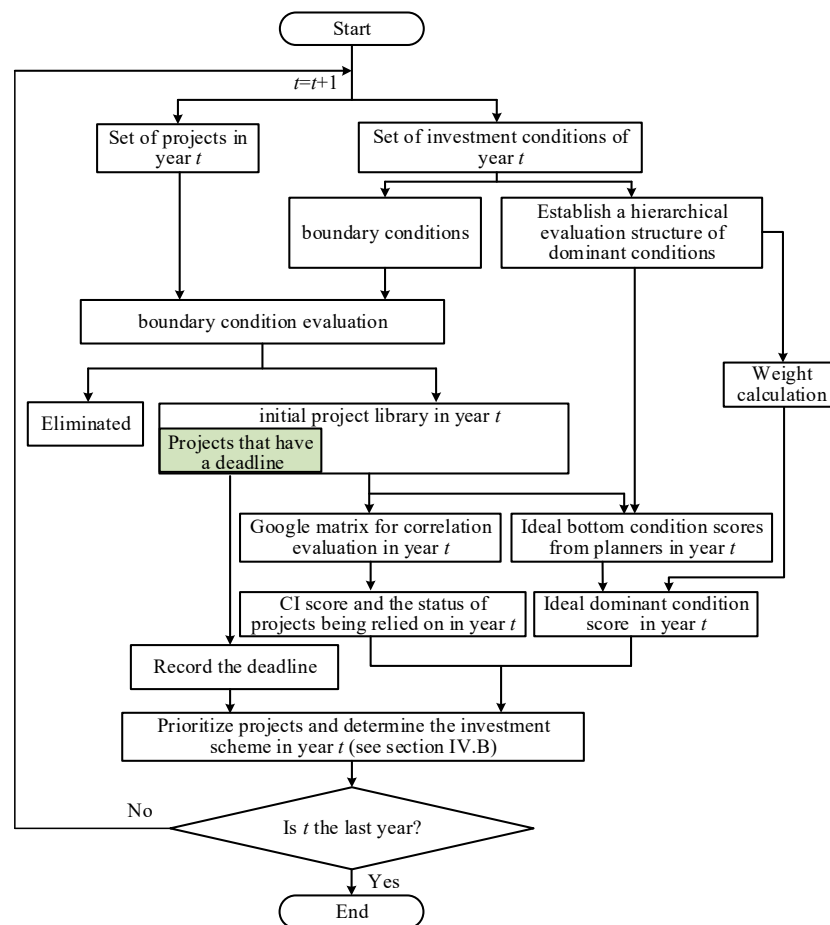 Start
t=t+1
Set of projects in
year t
Set of investment conditions of
year t
boundary conditions
Establish a hierarchical
evaluation structure of
dominant conditions
boundary condition evaluation
Weight
calculation
Eliminated
initial project library in year t
Projects that have
a deadline
Google matrix for correlation
evaluation in year t
Ideal bottom condition scores
from planners in year t
CI score and the status of
projects being relied on in year t
Ideal dominant condition
score in year t
Record the deadline
Prioritize projects and determine the investment
scheme in year t (see section IV.B)
No
Is t the last year?
Yes
End